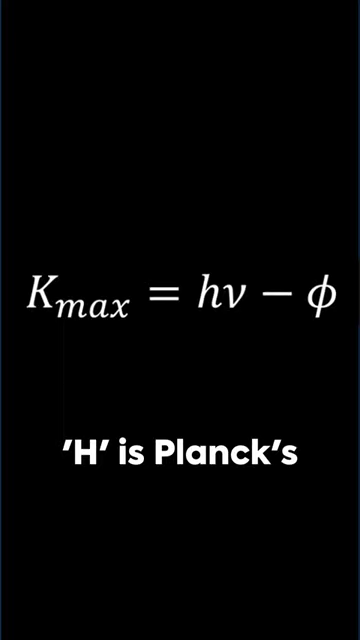 K_max = hν − ϕ
'H' is Planck's